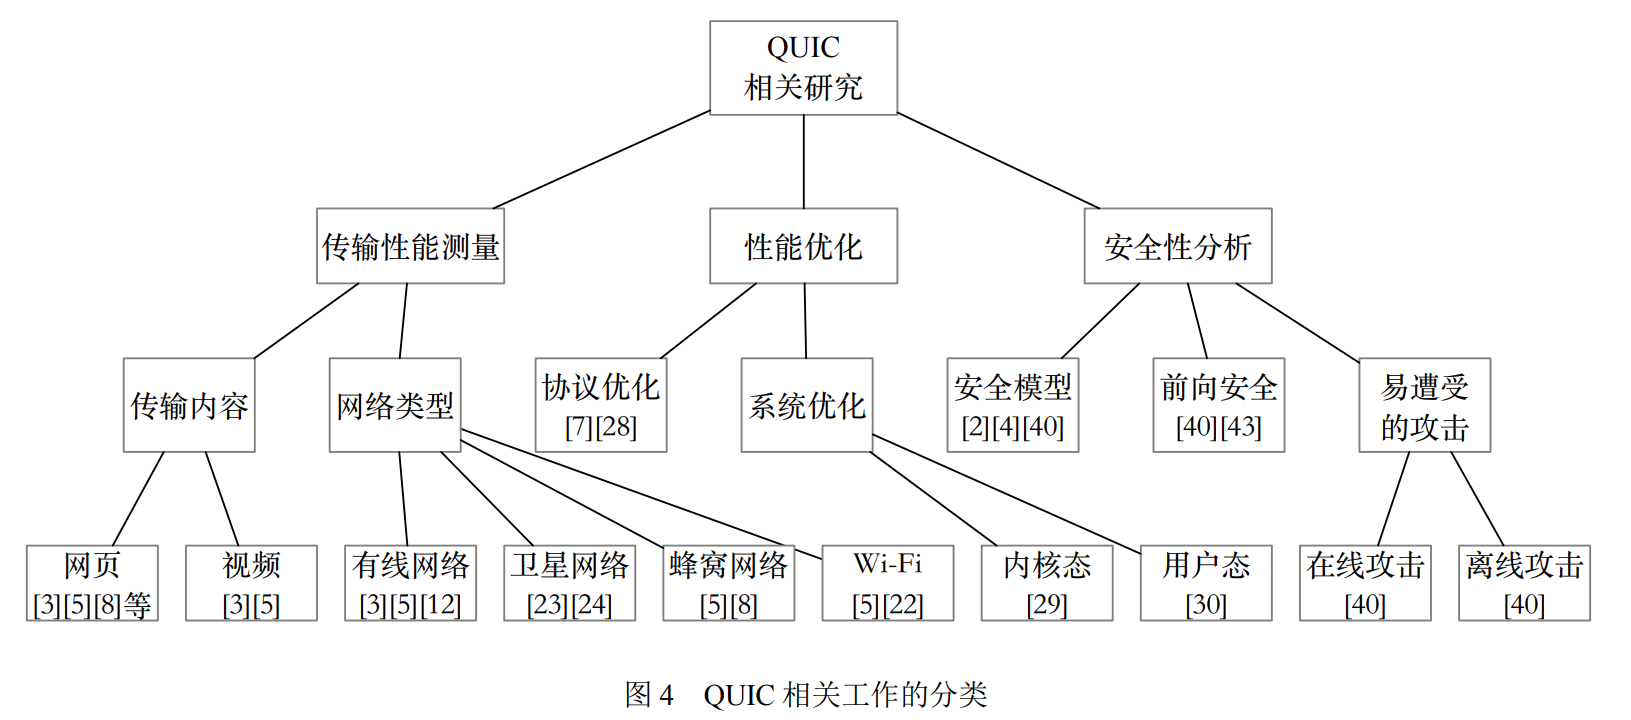 QUIC
相关研究
传输性能测量
性能优化
安全性分析
传输内容
网络类型
协议优化
[7][28]
系统优化
安全模型
[2][4][40]
前向安全
[40][43]
易遭受
的攻击
网页
[3][5][8]等
视频
[3][5]
有线网络
[3][5][12]
卫星网络
[23][24]
蜂窝网络
[5][8]
Wi-Fi
[5][22]
内核态
[29]
用户态
[30]
在线攻击
[40]
离线攻击
[40]
图 4 QUIC 相关工作的分类